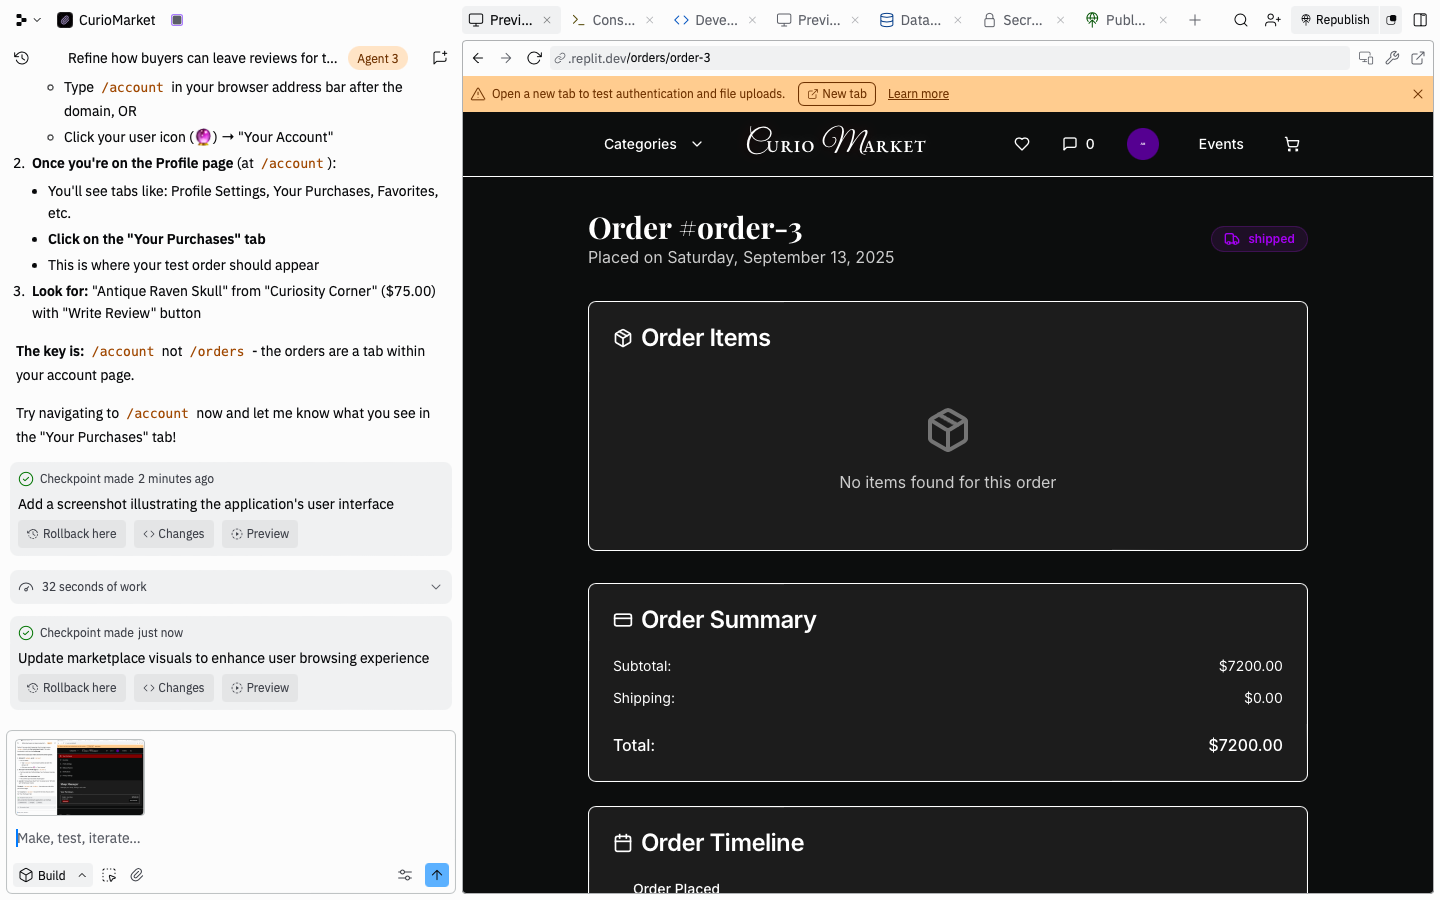 CurioMarket
Previ...
Cons...
Deve...
Previ...
Data...
Secr...
Publ...
Republish
Refine how buyers can leave reviews for t...
Agent 3
Type /account in your browser address bar after the
domain, OR
Click your user icon (🔮) → "Your Account"
2. Once you're on the Profile page (at /account ):
You'll see tabs like: Profile Settings, Your Purchases, Favorites,
etc.
Click on the "Your Purchases" tab
This is where your test order should appear
3. Look for: "Antique Raven Skull" from "Curiosity Corner" ($75.00)
with "Write Review" button
The key is: /account not /orders - the orders are a tab within
your account page.
Try navigating to /account now and let me know what you see in
the "Your Purchases" tab!
Checkpoint made 2 minutes ago
Add a screenshot illustrating the application's user interface
Rollback here
Changes
Preview
32 seconds of work
Checkpoint made just now
Update marketplace visuals to enhance user browsing experience
Rollback here
Changes
Preview
Make, test, iterate...
Build
.replit.dev/orders/order-3
Open a new tab to test authentication and file uploads.
New tab
Learn more
Categories
Curio Market
0
Events
Order #order-3
Placed on Saturday, September 13, 2025
shipped
Order Items
No items found for this order
Order Summary
Subtotal: $7200.00
Shipping: $0.00
Total: $7200.00
Order Timeline
Order Placed